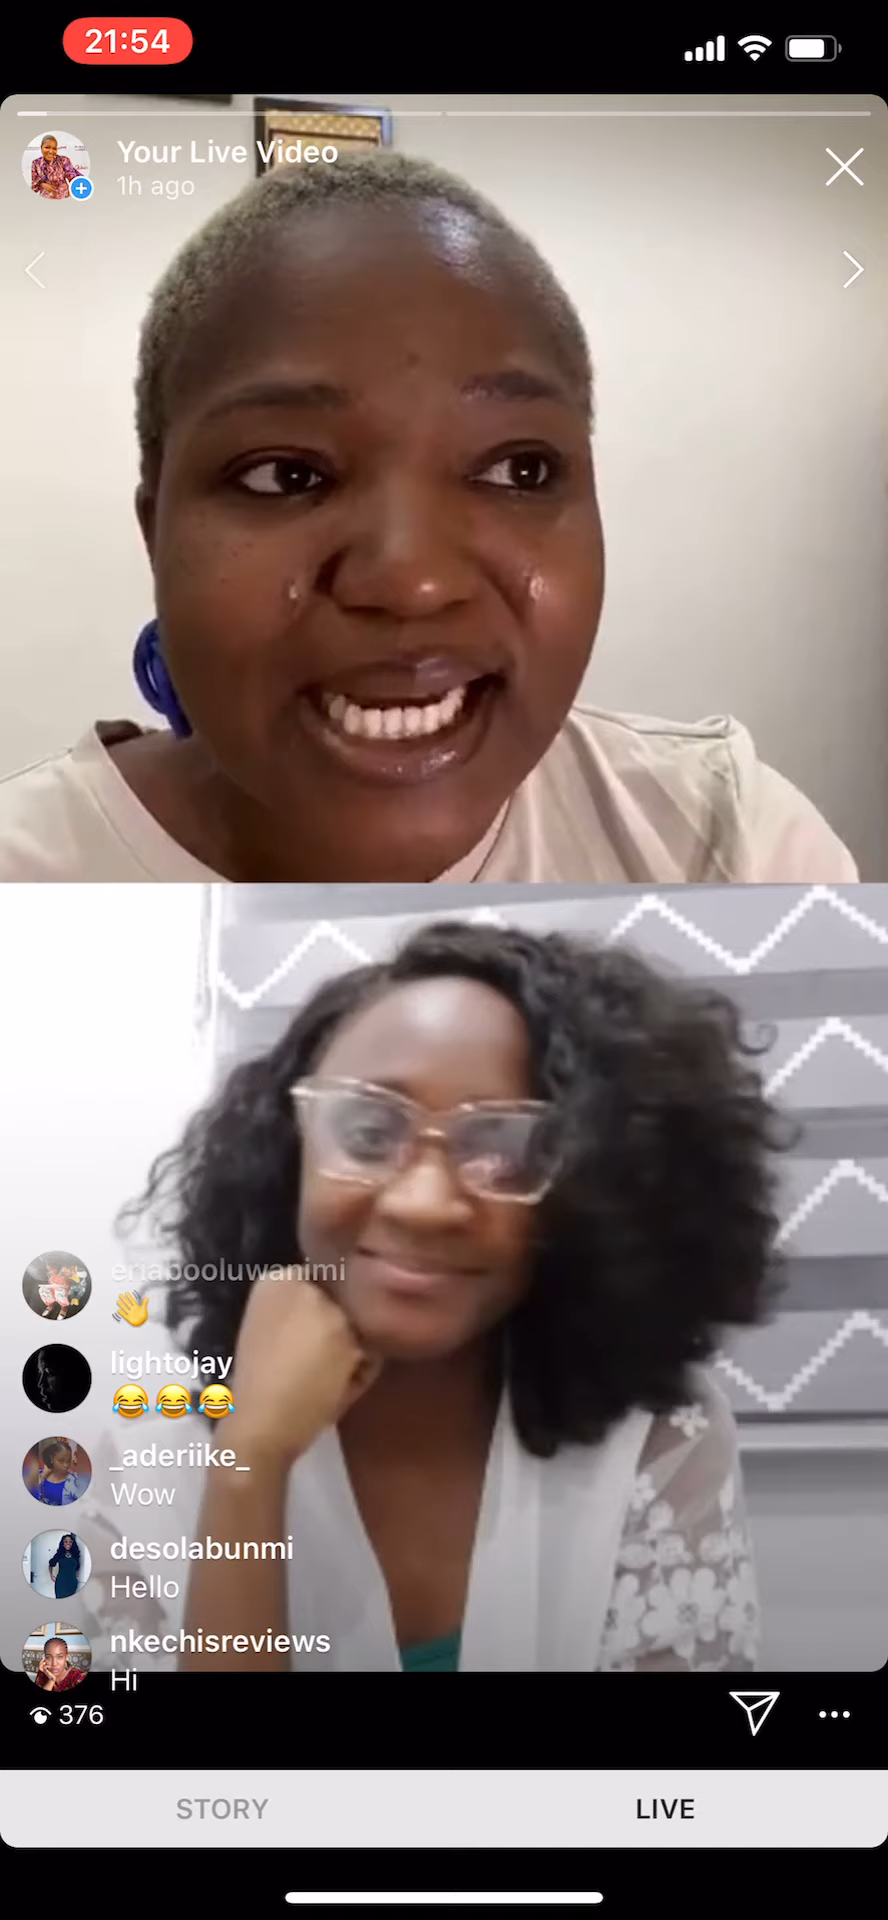 21:54
Your Live Video
1h ago
eriabooluwanimi
👋
lightojay
😂😂😂
_aderiike_
Wow
desolabunmi
Hello
nkechisreviews
Hi
376
STORY
LIVE